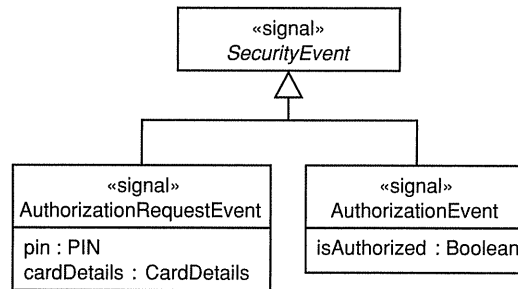 «signal»
SecurityEvent
«signal»
AuthorizationRequestEvent
pin : PIN
cardDetails : CardDetails
«signal»
AuthorizationEvent
isAuthorized : Boolean